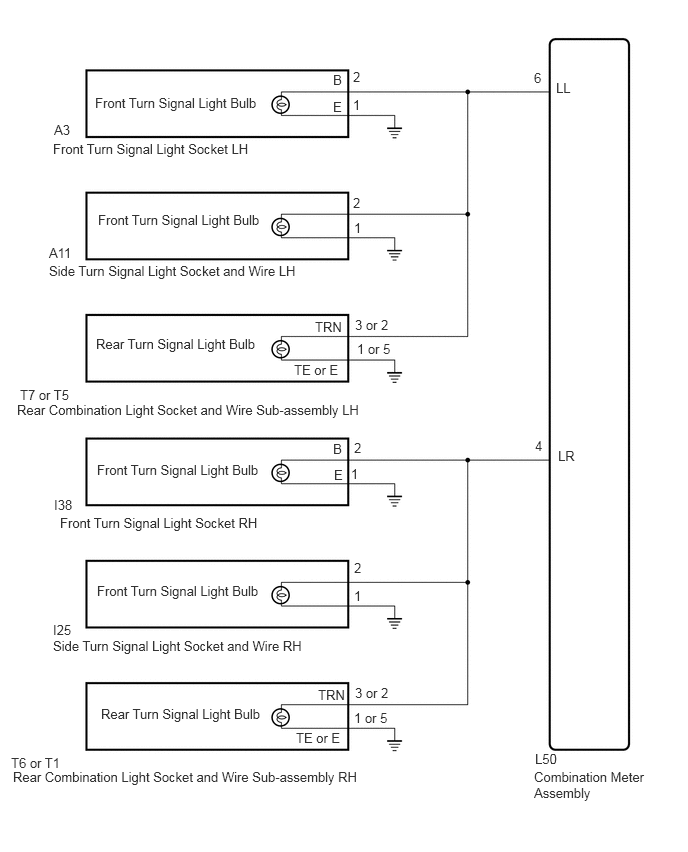 B 2
Front Turn Signal Light Bulb
E 1
A3
Front Turn Signal Light Socket LH
6 LL
2
Front Turn Signal Light Bulb
1
A11
Side Turn Signal Light Socket and Wire LH
TRN 3 or 2
Rear Turn Signal Light Bulb
1 or 5
TE or E
T7 or T5
Rear Combination Light Socket and Wire Sub-assembly LH
B 2
Front Turn Signal Light Bulb
E 1
I38
Front Turn Signal Light Socket RH
4 LR
2
Front Turn Signal Light Bulb
1
I25
Side Turn Signal Light Socket and Wire RH
TRN 3 or 2
Rear Turn Signal Light Bulb
1 or 5
TE or E
T6 or T1
Rear Combination Light Socket and Wire Sub-assembly RH
L50
Combination Meter
Assembly